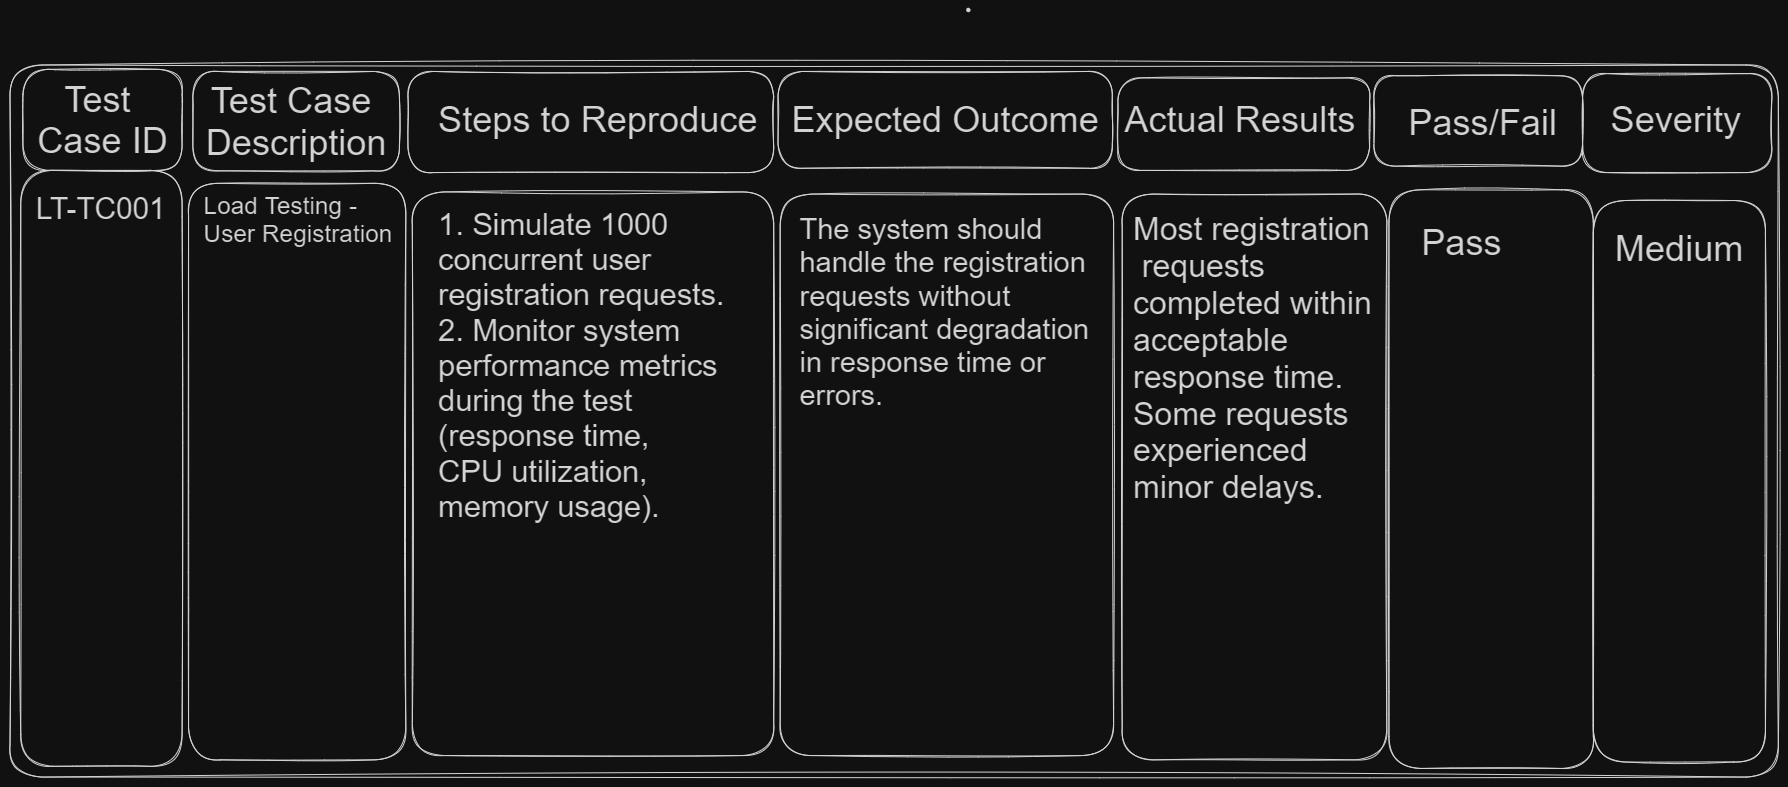 Test
Case ID
Test Case
Description
Steps to Reproduce
Expected Outcome
Actual Results
Pass/Fail
Severity
LT-TC001
Load Testing -
User Registration
1. Simulate 1000
concurrent user
registration requests.
2. Monitor system
performance metrics
during the test
(response time,
CPU utilization,
memory usage).
The system should
handle the registration
requests without
significant degradation
in response time or
errors.
Most registration
requests
completed within
acceptable
response time.
Some requests
experienced
minor delays.
Pass
Medium